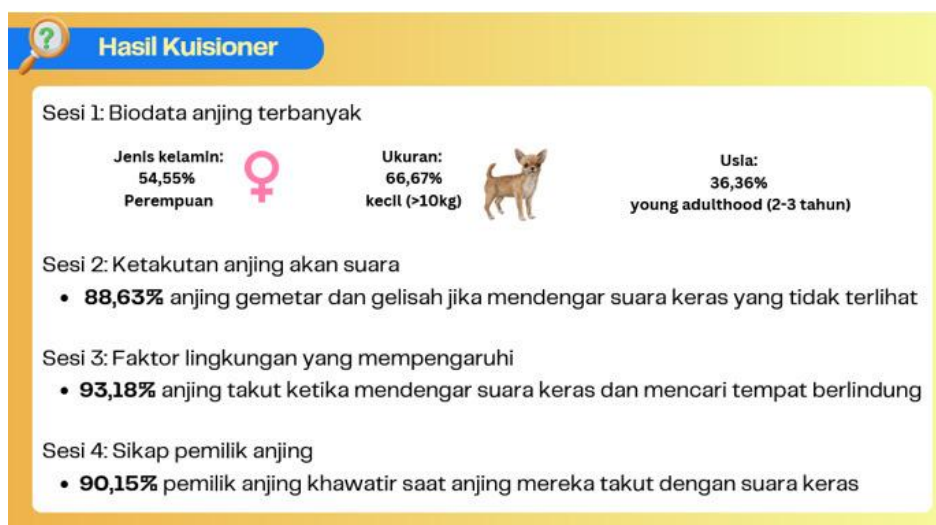 ?
Hasil Kuisioner
Sesi 1: Biodata anjing terbanyak
Jenis kelamin:
54,55%
Perempuan
Ukuran:
66,67%
kecil (>10kg)
Usia:
36,36%
young adulthood (2-3 tahun)
Sesi 2: Ketakutan anjing akan suara
• 88,63% anjing gemetar dan gelisah jika mendengar suara keras yang tidak terlihat
Sesi 3: Faktor lingkungan yang mempengaruhi
• 93,18% anjing takut ketika mendengar suara keras dan mencari tempat berlindung
Sesi 4: Sikap pemilik anjing
• 90,15% pemilik anjing khawatir saat anjing mereka takut dengan suara keras